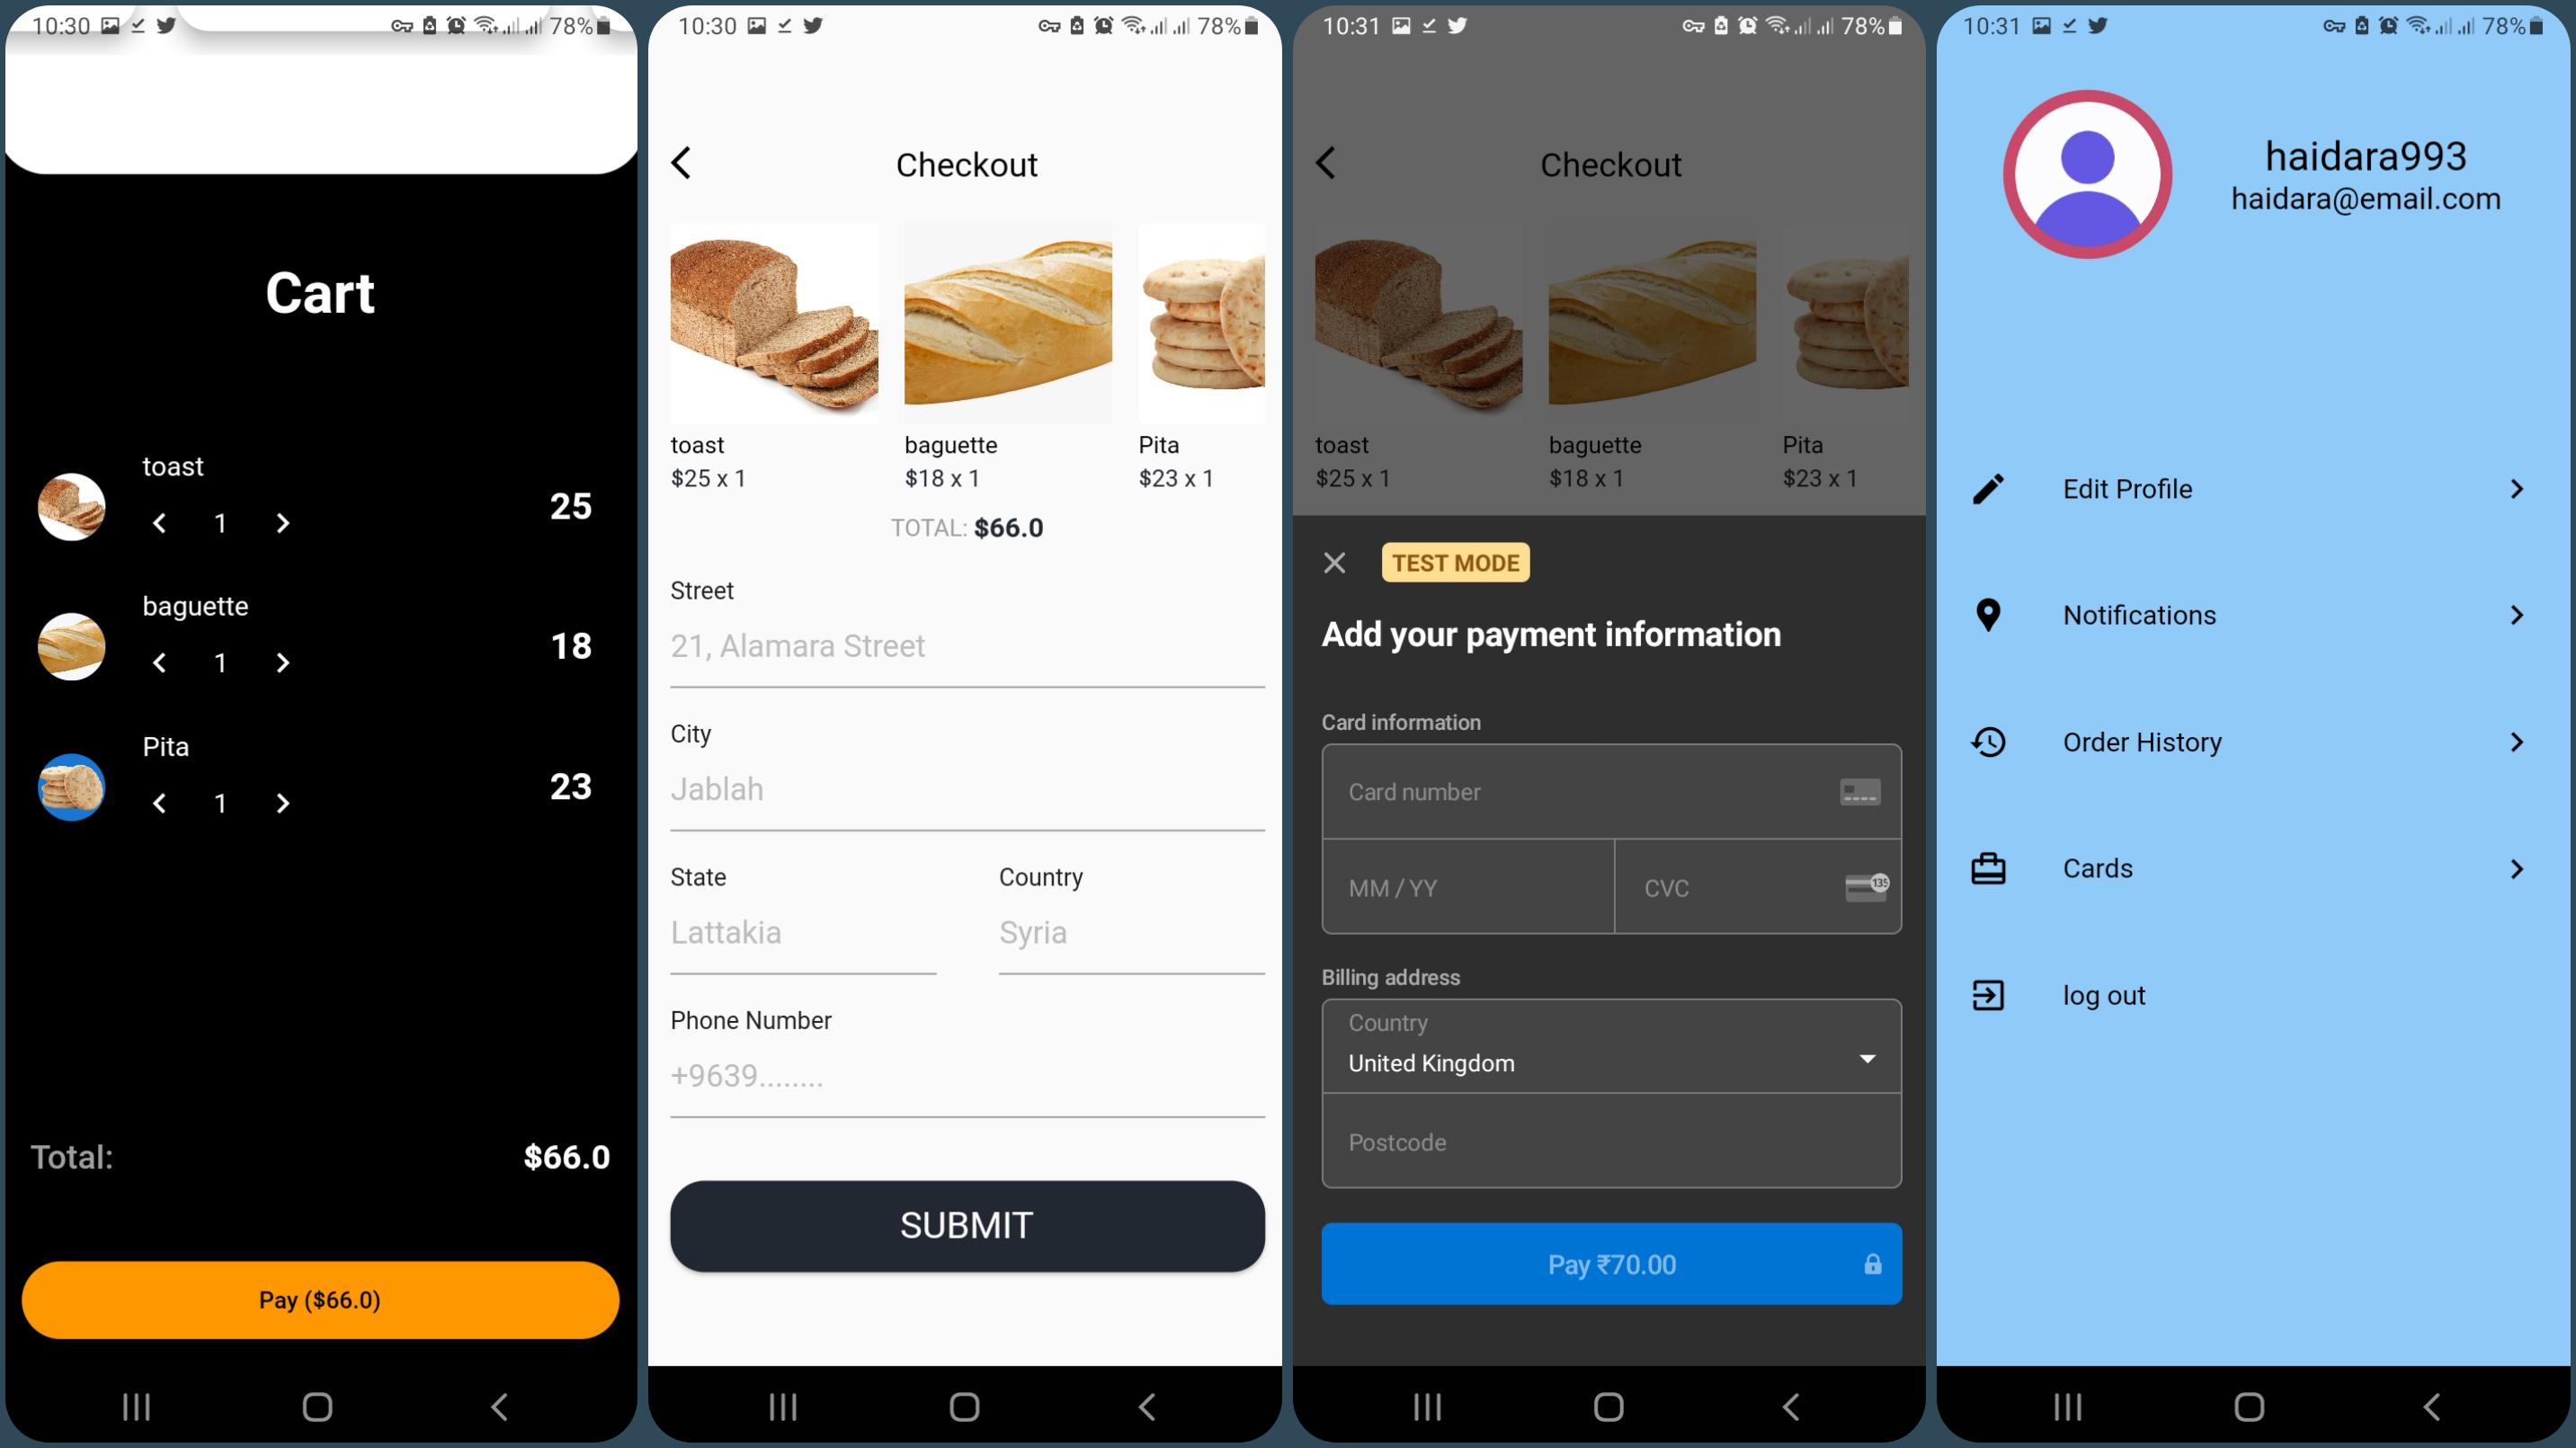 10:30 78%
Cart
toast
1
25
baguette
1
18
Pita
1
23
Total: $66.0
Pay ($66.0)
10:30 78%
Checkout
toast baguette Pita
$25 x 1 $18 x 1 $23 x 1
TOTAL: $66.0
Street
21, Alamara Street
City
Jablah
State Country
Lattakia Syria
Phone Number
+9639........
SUBMIT
10:31 78%
Checkout
toast baguette Pita
$25 x 1 $18 x 1 $23 x 1
TEST MODE
Add your payment information
Card information
Card number
MM / YY CVC 135
Billing address
Country
United Kingdom
Postcode
Pay ₹70.00
10:31 78%
haidara993
haidara@email.com
Edit Profile
Notifications
Order History
Cards
log out